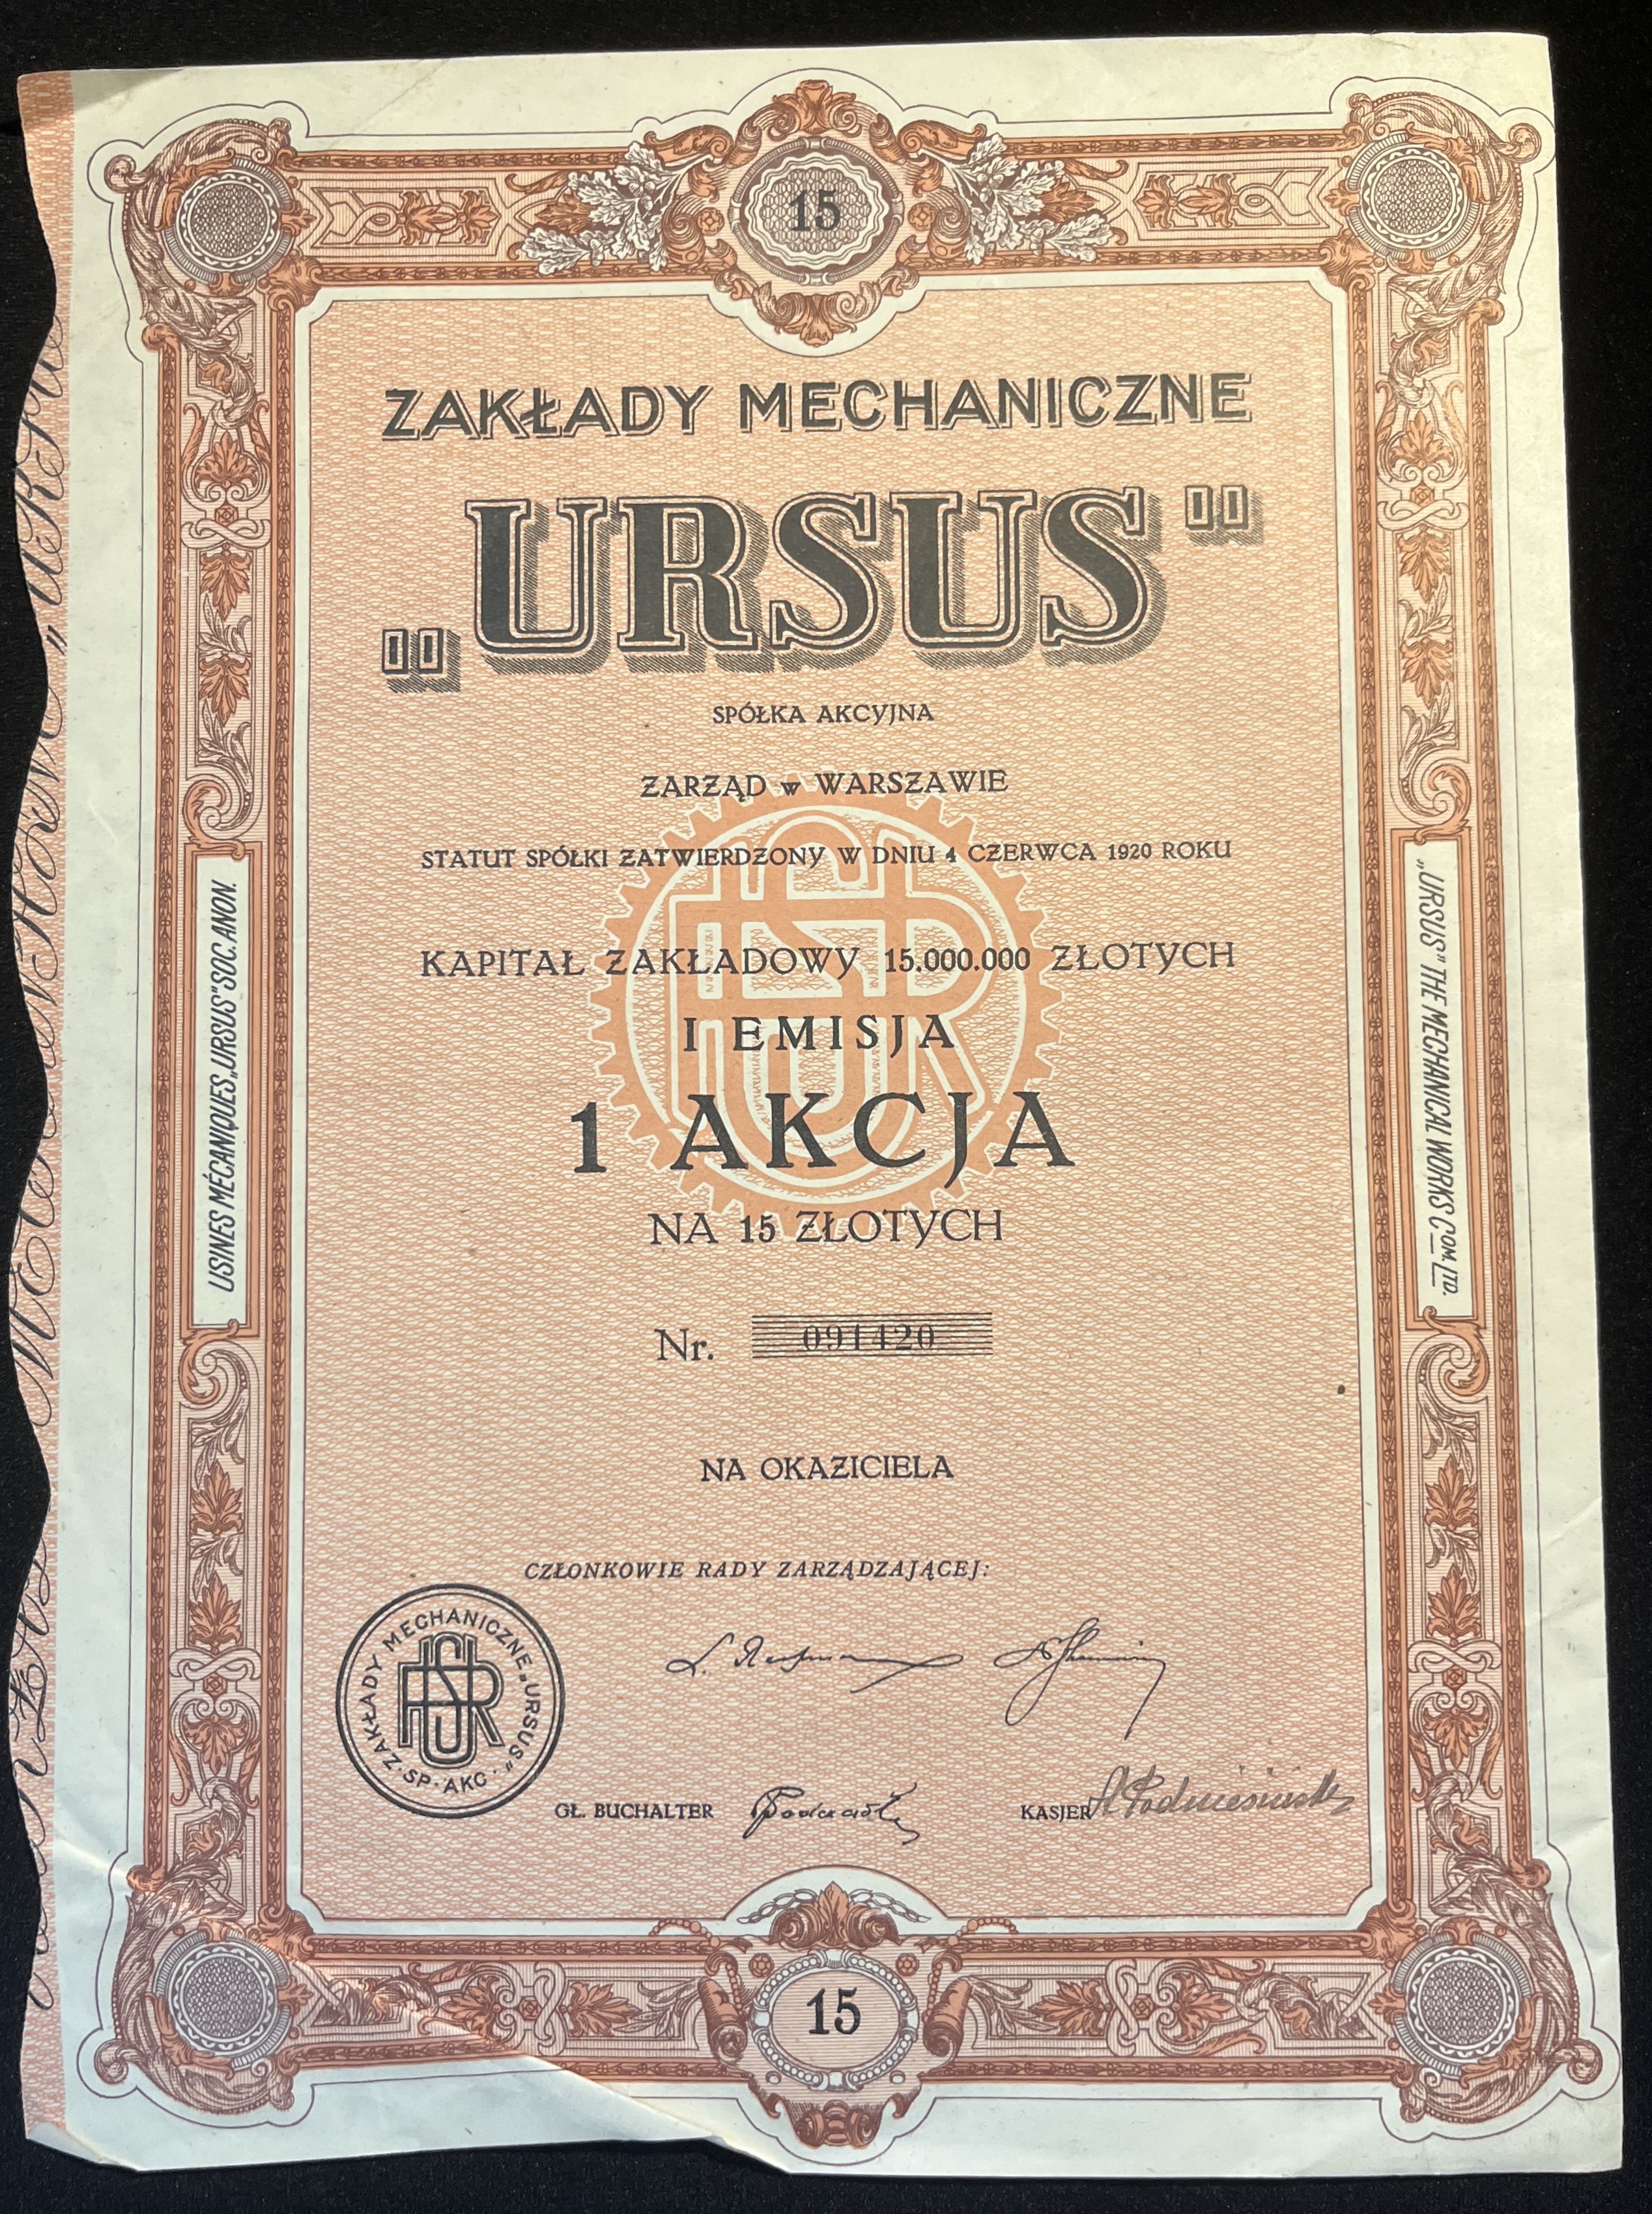 15
ZAKŁADY MECHANICZNE
„URSUS"
SPÓŁKA AKCYJNA
ZARZĄD w WARSZAWIE
STATUT SPÓŁKI ZATWIERDZONY W DNIU 4 CZERWCA 1920 ROKU
KAPITAŁ ZAKŁADOWY 15.000.000 ZŁOTYCH
I EMISJA
1 AKCJA
NA 15 ZŁOTYCH
Nr. 091420
NA OKAZICIELA
CZŁONKOWIE RADY ZARZĄDZAJĄCEJ:
ZAKŁADY MECHANICZNE „URSUS" SP. AKC.
GŁ. BUCHALTER
KASJER
15
USINES MÉCANIQUES „URSUS" SOC. ANON.
„URSUS" THE MECHANICAL WORKS COM. LTD.